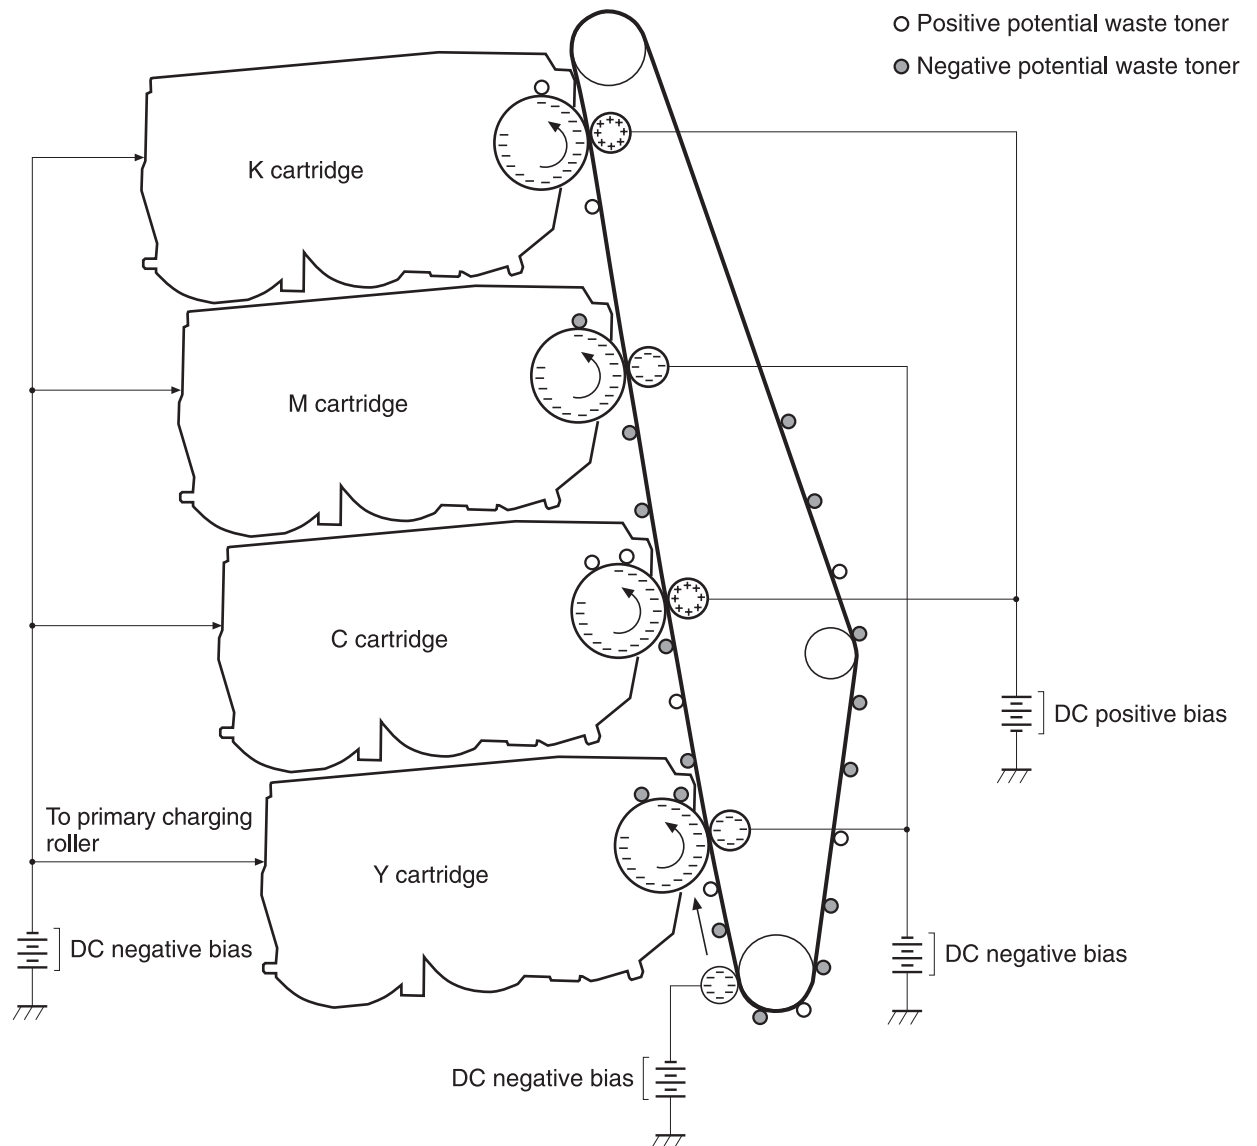 Positive potential waste toner
Negative potential waste toner
K cartridge
M cartridge
C cartridge
DC positive bias
To primary charging
roller
Y cartridge
DC negative bias
DC negative bias
DC negative bias